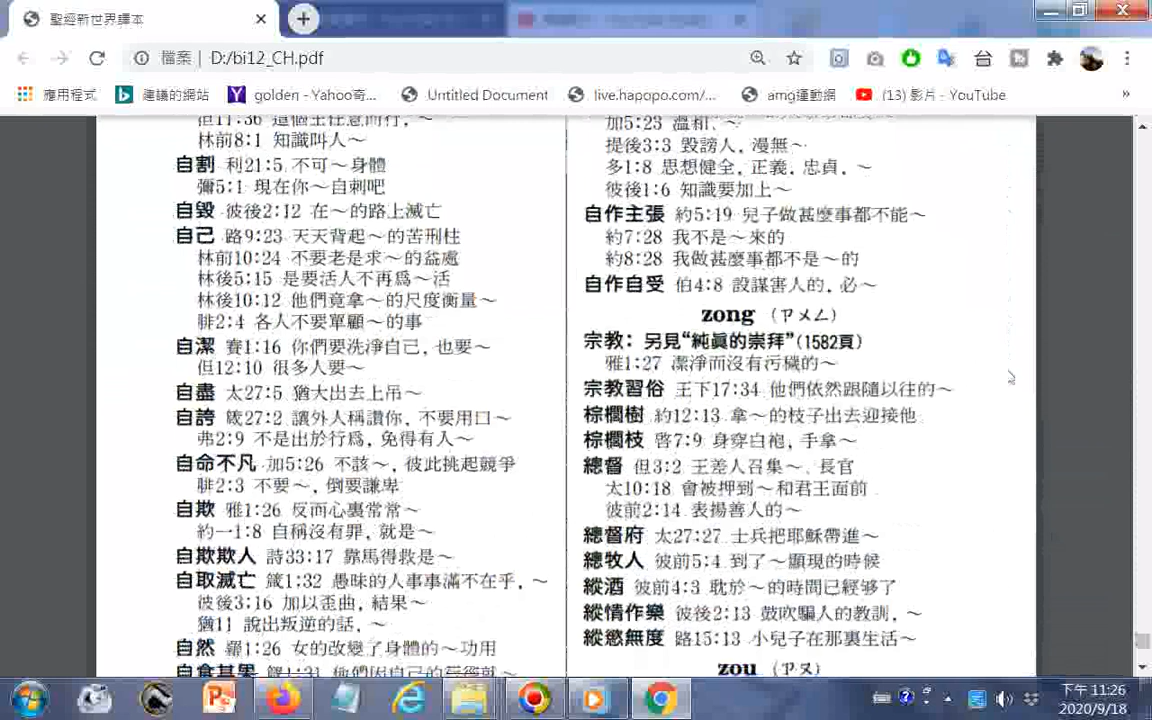 聖經新世界譯本
檔案 | D:/bi12_CH.pdf
應用程式
建議的網站
golden - Yahoo奇...
Untitled Document
live.hapopo.com/...
amg運動網
(13) 影片 - YouTube
»
但11:36 這個王任意而行，～
林前8:1 知識叫人～
自割 利21:5 不可～身體
彌5:1 現在你～自刺吧
自毀 彼後2:12 在～的路上滅亡
自己 路9:23 天天背起～的苦刑柱
林前10:24 不要老是求～的益處
林後5:15 是要活人不再爲～活
林後10:12 他們竟拿～的尺度衡量～
腓2:4 各人不要單顧～的事
自潔 賽1:16 你們要洗淨自己，也要～
但12:10 很多人要～
自盡 太27:5 猶大出去上吊～
自誇 箴27:2 讓外人稱讚你，不要用口～
弗2:9 不是出於行爲，免得有人～
自命不凡 加5:26 不該～，彼此挑起競爭
腓2:3 不要～，倒要謙卑
自欺 雅1:26 反而心裏常常～
約一1:8 自稱沒有罪，就是～
自欺欺人 詩33:17 靠馬得救是～
自取滅亡 箴1:32 愚昧的人事事滿不在乎，～
彼後3:16 加以歪曲，結果～
猶11 說出叛逆的話，～
自然 羅1:26 女的改變了身體的～功用
自食其果 箴1:31 他們因自己的
加5:23 溫和，～
提後3:3 毀謗人，漫無～
多1:8 思想健全，正義，忠貞，～
彼後1:6 知識要加上～
自作主張 約5:19 兒子做甚麼事都不能～
約7:28 我不是～來的
約8:28 我做甚麼事都不是～的
自作自受 伯4:8 設謀害人的，必～
zong (ㄗㄨㄥ)
宗教：另見“純眞的崇拜”(1582頁)
雅1:27 潔淨而沒有污穢的～
宗教習俗 王下17:34 他們依然跟隨以往的～
棕櫚樹 約12:13 拿～的枝子出去迎接他
棕櫚枝 啓7:9 身穿白袍，手拿～
總督 但3:2 王差人召集～、長官
太10:18 會被押到～和君王面前
彼前2:14 表揚善人的～
總督府 太27:27 士兵把耶穌帶進～
總牧人 彼前5:4 到了～顯現的時候
縱酒 彼前4:3 耽於～的時間已經够了
縱情作樂 彼後2:13 鼓吹騙人的教訓，～
縱慾無度 路15:13 小兒子在那裏生活～
zou (ㄗㄡ)
下午 11:26
2020/9/18